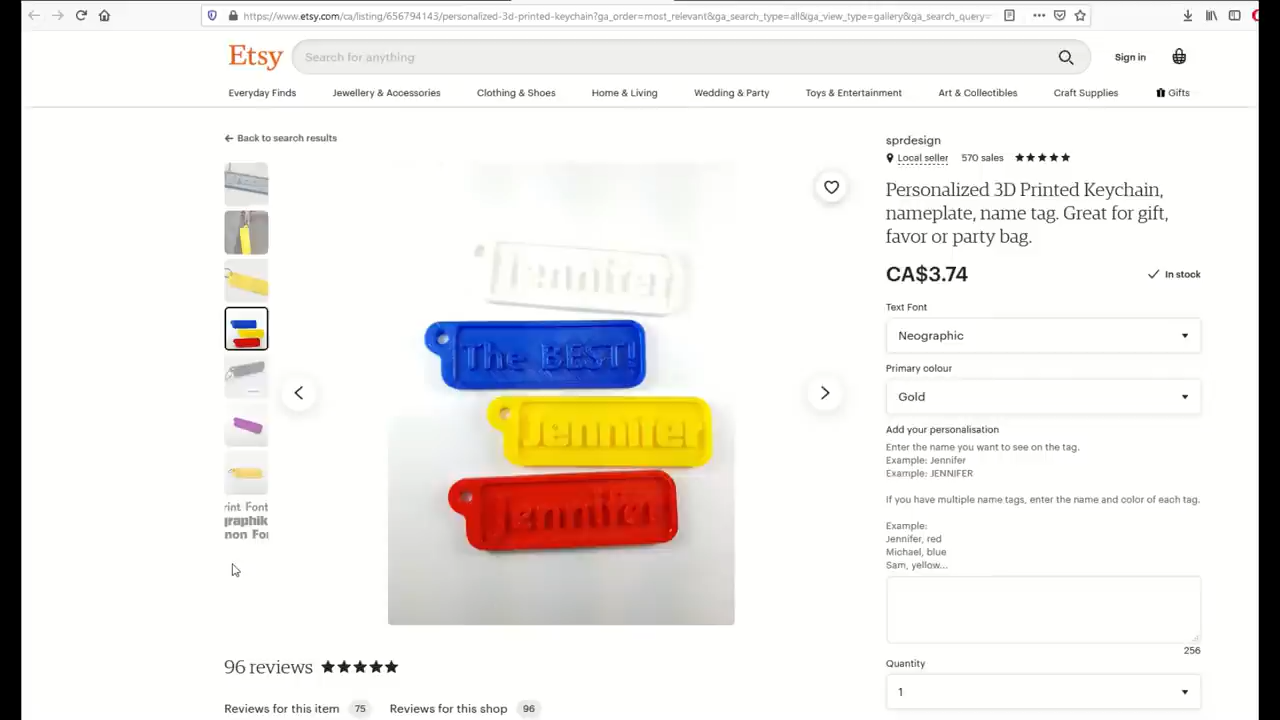 https://www.etsy.com/ca/listing/656794143/personalized-3d-printed-keychain?ga_order=most_relevant&ga_search_type=all&ga_view_type=gallery&ga_search_query=
Etsy
Search for anything
Sign in
Everyday Finds
Jewellery & Accessories
Clothing & Shoes
Home & Living
Wedding & Party
Toys & Entertainment
Art & Collectibles
Craft Supplies
Gifts
Back to search results
Jennifer
The BEST!
Jennifer
Jennifer
rint Font
graphik
non Fo
96 reviews
Reviews for this item 75
Reviews for this shop 96
sprdesign
Local seller 570 sales
Personalized 3D Printed Keychain,
nameplate, name tag. Great for gift,
favor or party bag.
CA$3.74
In stock
Text Font
Neographic
Primary colour
Gold
Add your personalisation
Enter the name you want to see on the tag.
Example: Jennifer
Example: JENNIFER
If you have multiple name tags, enter the name and color of each tag.
Example:
Jennifer, red
Michael, blue
Sam, yellow...
256
Quantity
1